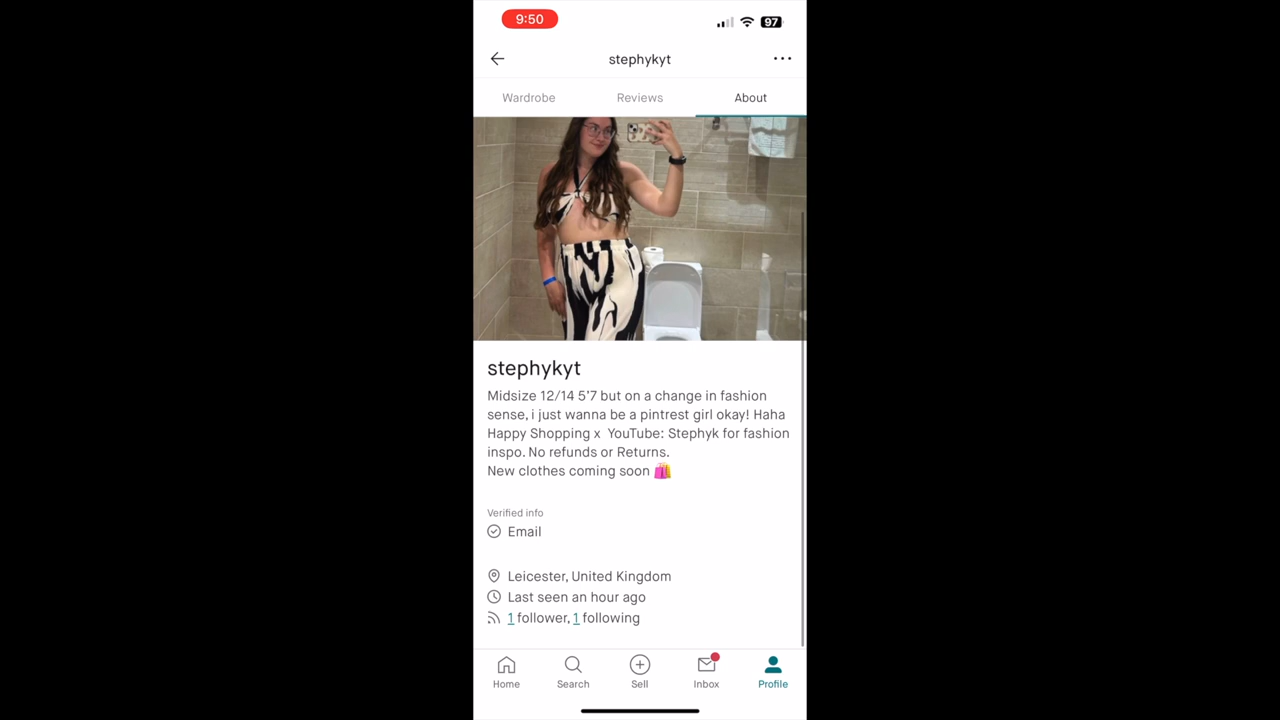 9:50
97
stephykyt
Wardrobe Reviews About
stephykyt
Midsize 12/14 5'7 but on a change in fashion
sense, i just wanna be a pintrest girl okay! Haha
Happy Shopping x YouTube: Stephyk for fashion
inspo. No refunds or Returns.
New clothes coming soon 🛍️
Verified info
Email
Leicester, United Kingdom
Last seen an hour ago
1 follower, 1 following
Home Search Sell Inbox Profile